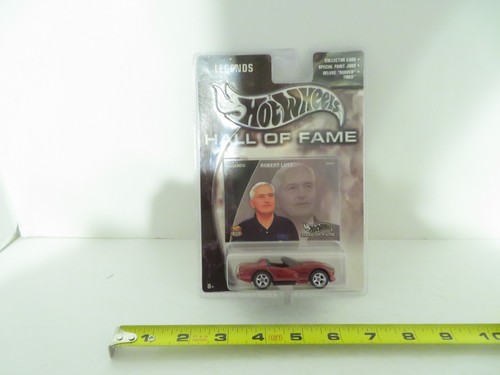 LEGENDS
COLLECTOR CARD •
SPECIAL PAINT JOBS •
DELUXE "RUBBER" •
TIRES
Hot Wheels
HALL OF FAME
ROBERT LUTZ
8+
1 2 3 4 5 6 7 8 9 10